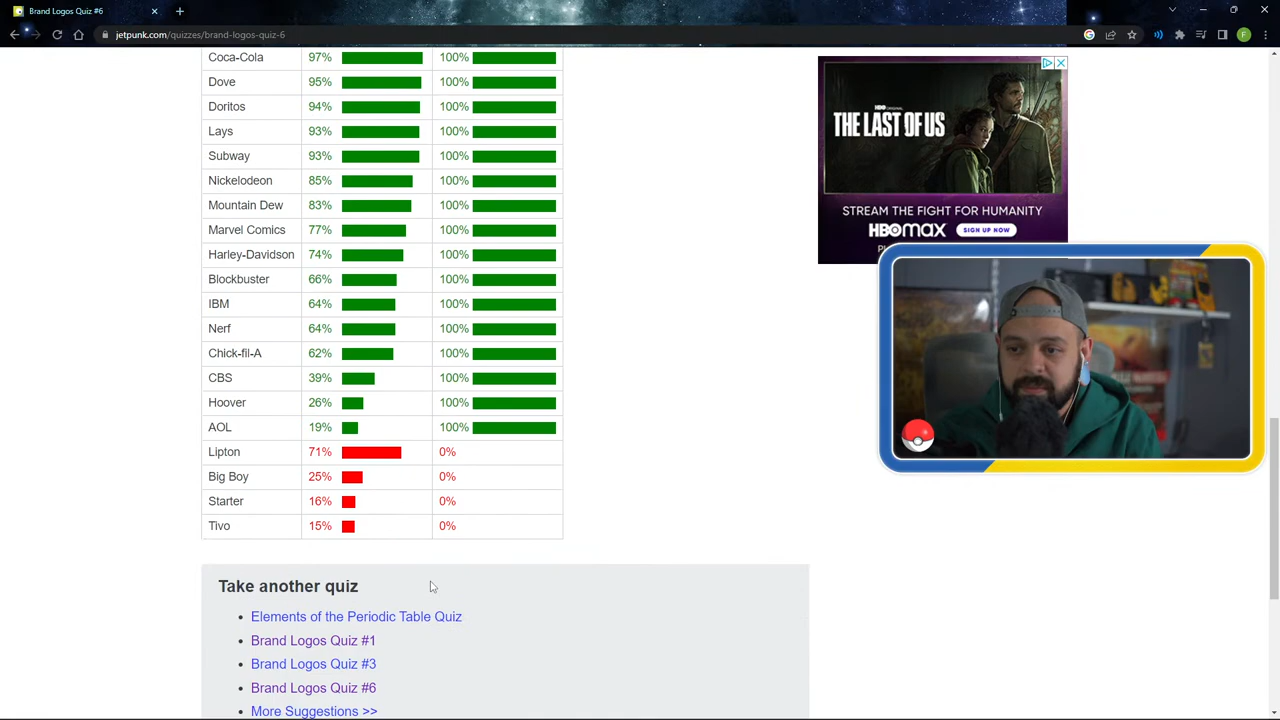 Brand Logos Quiz #6
jetpunk.com/quizzes/brand-logos-quiz-6
F
Coca-Cola 97% 100%
Dove 95% 100%
Doritos 94% 100%
Lays 93% 100%
Subway 93% 100%
Nickelodeon 85% 100%
Mountain Dew 83% 100%
Marvel Comics 77% 100%
Harley-Davidson 74% 100%
Blockbuster 66% 100%
IBM 64% 100%
Nerf 64% 100%
Chick-fil-A 62% 100%
CBS 39% 100%
Hoover 26% 100%
AOL 19% 100%
Lipton 71% 0%
Big Boy 25% 0%
Starter 16% 0%
Tivo 15% 0%
Take another quiz
• Elements of the Periodic Table Quiz
• Brand Logos Quiz #1
• Brand Logos Quiz #3
• Brand Logos Quiz #6
• More Suggestions >>
HBO ORIGINAL
THE LAST OF US
STREAM THE FIGHT FOR HUMANITY
HBOMAX SIGN UP NOW